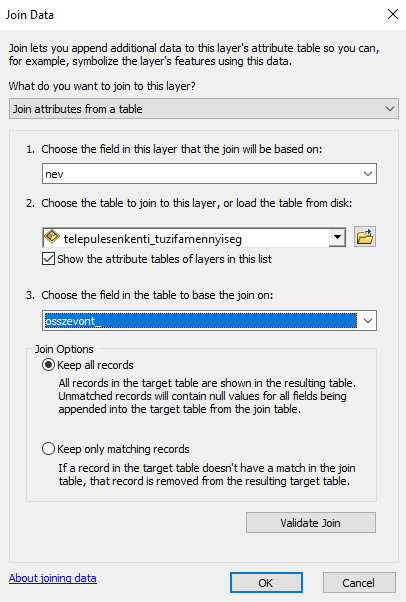 Join Data
Join lets you append additional data to this layer's attribute table so you can,
for example, symbolize the layer's features using this data.
What do you want to join to this layer?
Join attributes from a table
1. Choose the field in this layer that the join will be based on:
nev
2. Choose the table to join to this layer, or load the table from disk:
telepulesenkenti_tuzifamennyiseg
Show the attribute tables of layers in this list
3. Choose the field in the table to base the join on:
osszevont_
Join Options
Keep all records
All records in the target table are shown in the resulting table.
Unmatched records will contain null values for all fields being
appended into the target table from the join table.
Keep only matching records
If a record in the target table doesn't have a match in the join
table, that record is removed from the resulting target table.
Validate Join
About joining data
OK
Cancel